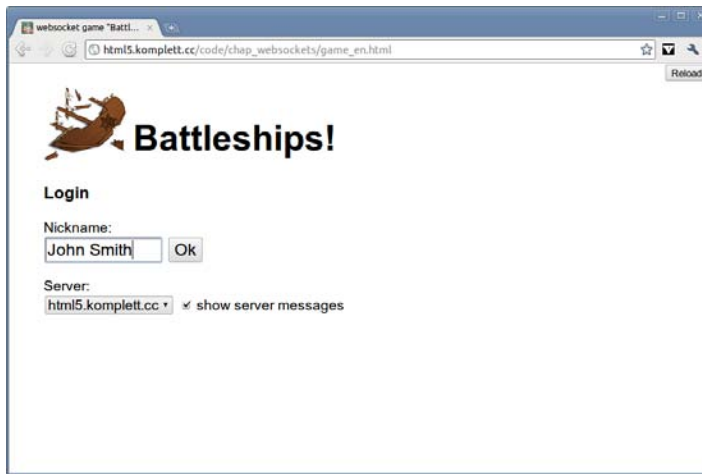 websocket game "Battl...
html5.komplett.cc/code/chap_websockets/game_en.html
Reload
Battleships!
Login
Nickname:
John Smith Ok
Server:
html5.komplett.cc show server messages